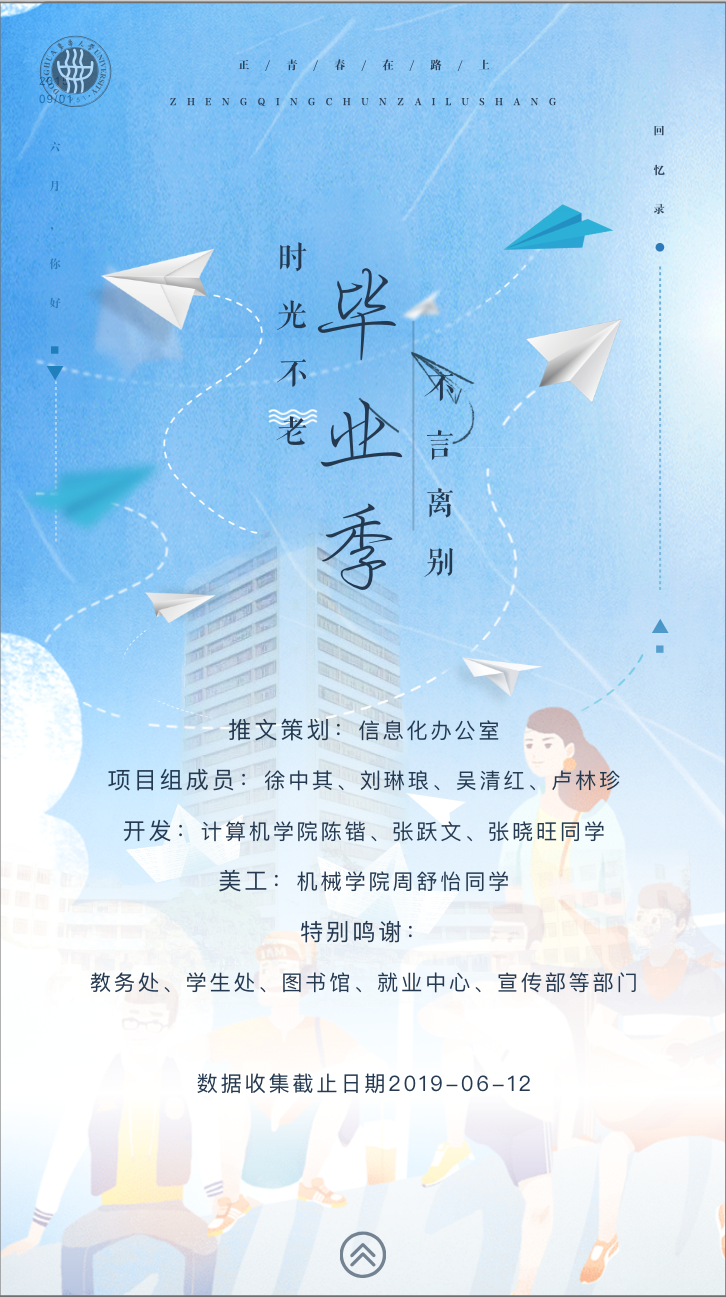 正 / 青 / 春 / 在 / 路 / 上
ZHENGQINGCHUNZAILUSHANG
09/01
六月·你好
回忆录
时光不老
毕业季
不言离别
推文策划：信息化办公室
项目组成员：徐中其、刘琳琅、吴清红、卢林珍
开发：计算机学院陈锴、张跃文、张晓旺同学
美工：机械学院周舒怡同学
特别鸣谢：
教务处、学生处、图书馆、就业中心、宣传部等部门
数据收集截止日期2019-06-12